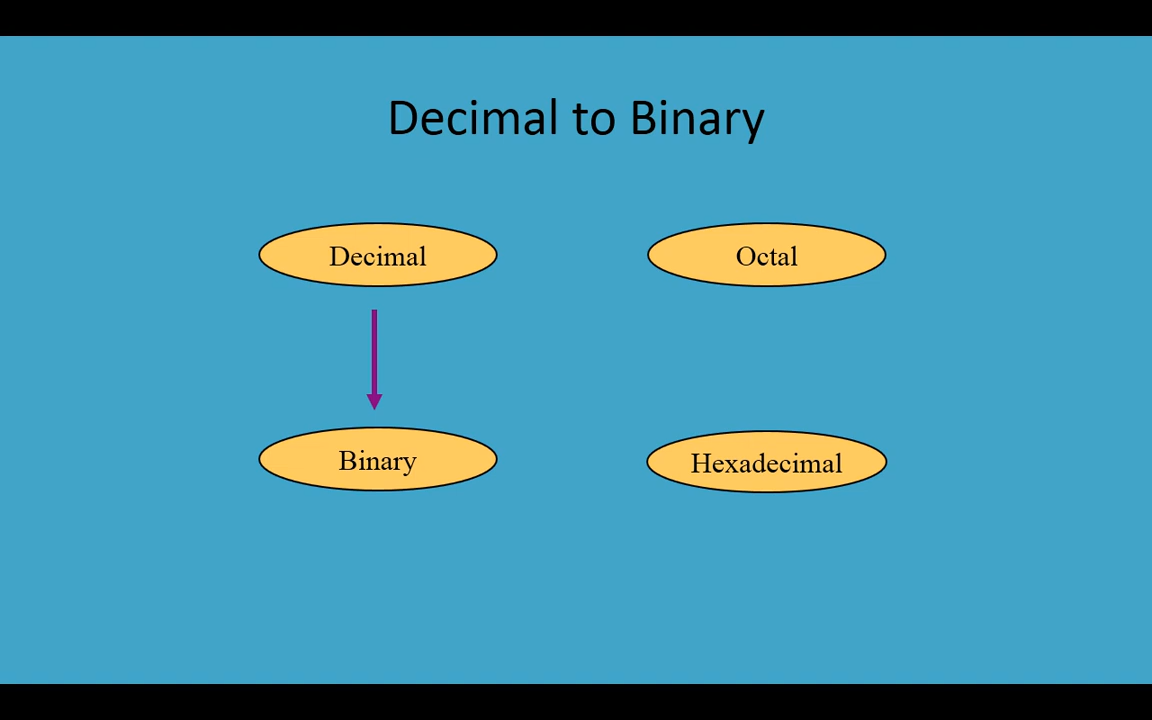 Decimal to Binary
Decimal
Octal
Binary
Hexadecimal